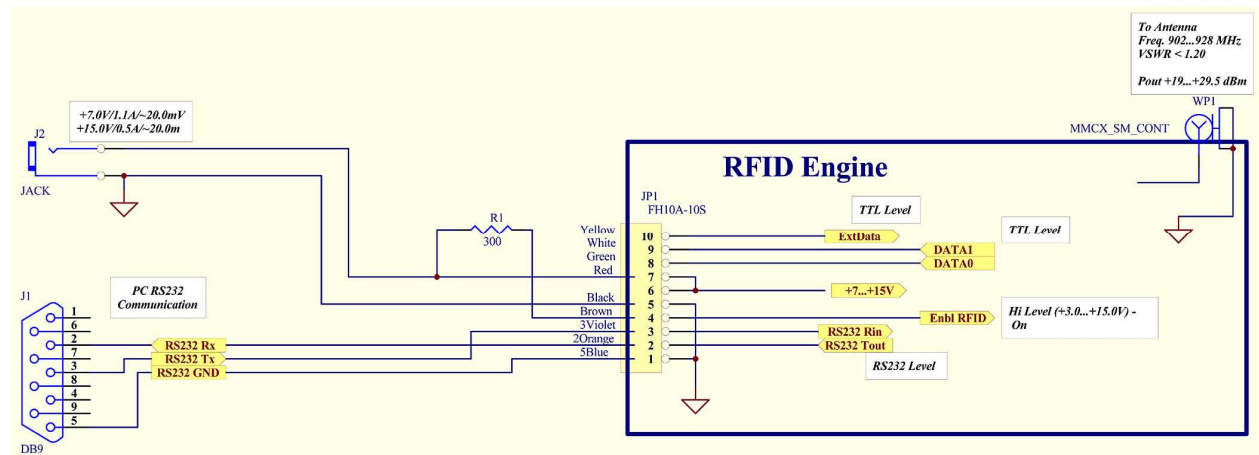 To Antenna
Freq. 902...928 MHz
VSWR < 1.20
Pout +19...+29.5 dBm
WP1
MMCX_SM_CONT
+7.0V/1.1A/~20.0mV
+15.0V/0.5A/~20.0m
J2
JACK
RFID Engine
JP1
FH10A-10S
R1
300
Yellow
White
Green
Red
Black
Brown
3Violet
2Orange
5Blue
10
9
8
7
6
5
4
3
2
1
TTL Level
ExtData
TTL Level
DATA1
DATA0
+7...+15V
Enbl RFID
Hi Level (+3.0...+15.0V) -
On
RS232 Rin
RS232 Tout
RS232 Level
PC RS232
Communication
J1
1
6
2
7
3
8
4
9
5
RS232 Rx
RS232 Tx
RS232 GND
DB9